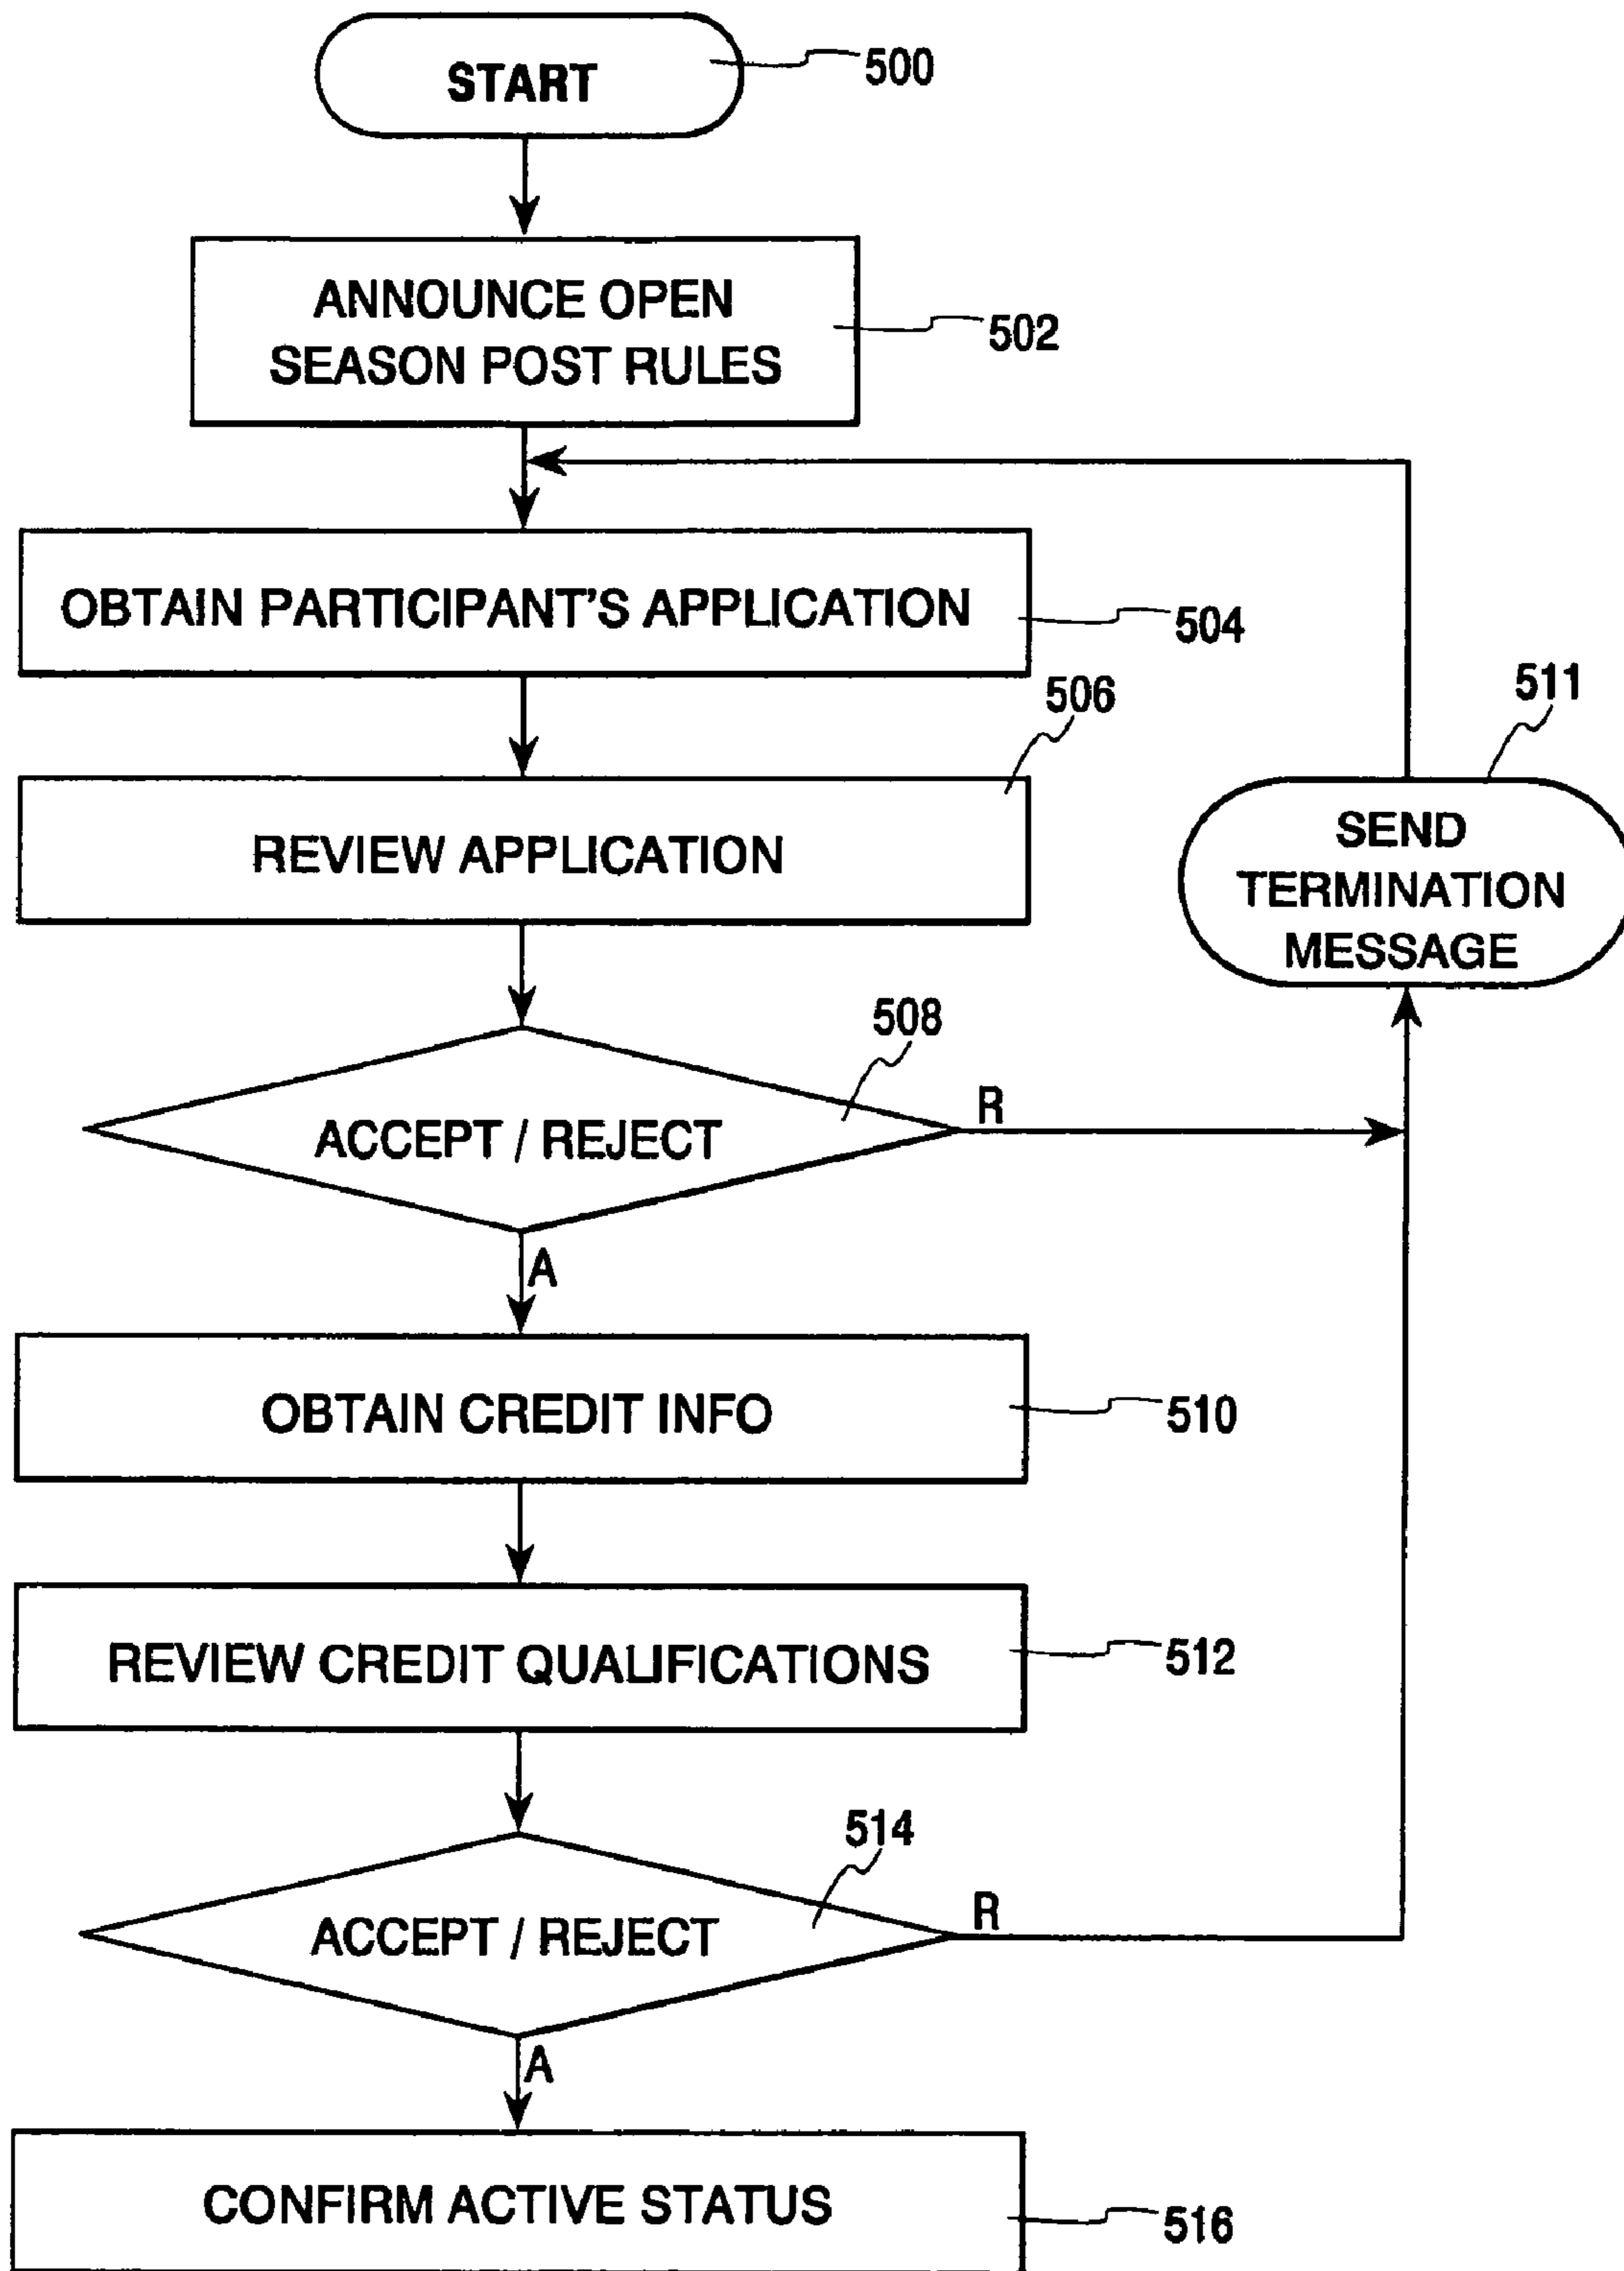 START
500
ANNOUNCE OPEN
SEASON POST RULES
502
OBTAIN PARTICIPANT'S APPLICATION
504
506
REVIEW APPLICATION
511
SEND
TERMINATION
MESSAGE
508
ACCEPT / REJECT
R
A
OBTAIN CREDIT INFO
510
REVIEW CREDIT QUALIFICATIONS
512
514
ACCEPT / REJECT
R
A
CONFIRM ACTIVE STATUS
516